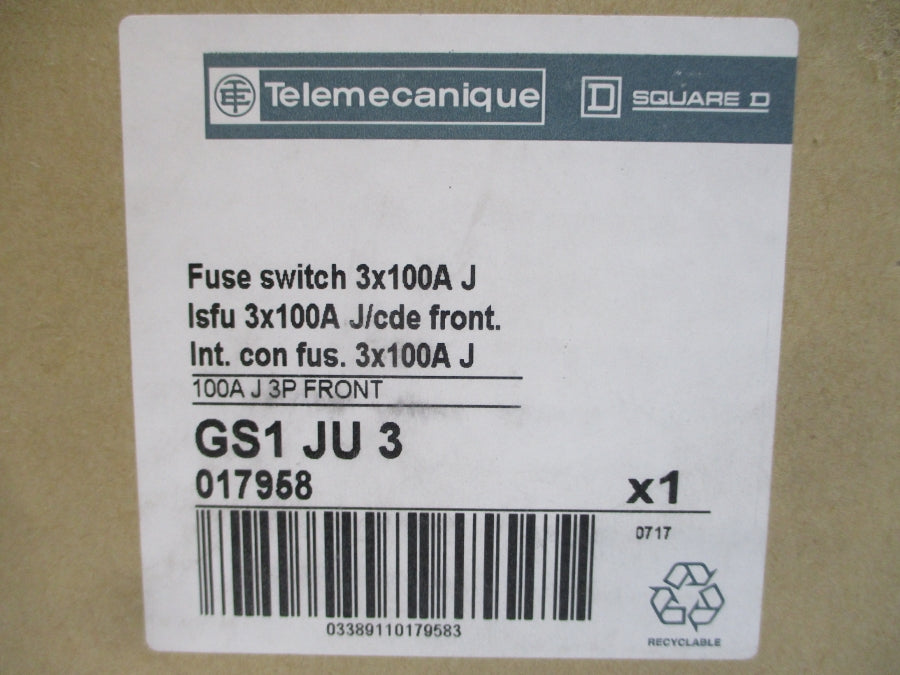 Telemecanique SQUARE D
Fuse switch 3x100A J
Isfu 3x100A J/cde front.
Int. con fus. 3x100A J
100A J 3P FRONT
GS1 JU 3
017958 x1
0717
03389110179583
RECYCLABLE